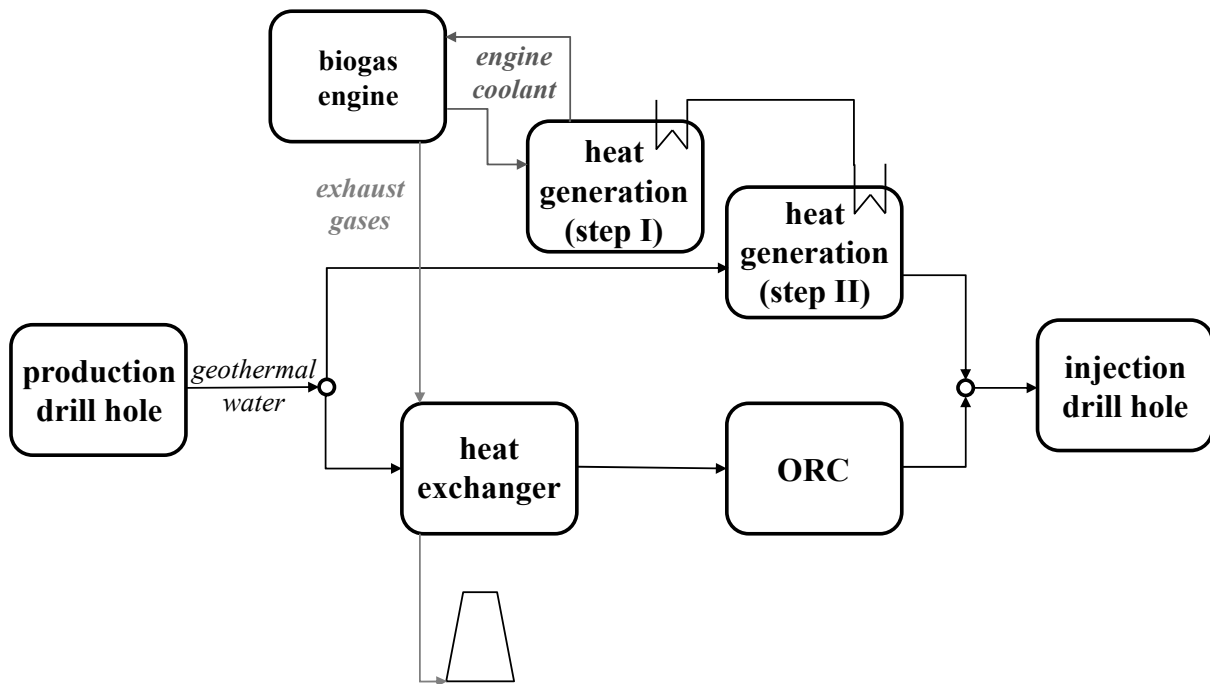 biogas
engine
engine
coolant
heat
generation
(step I)
exhaust
gases
heat
generation
(step II)
production
drill hole
geothermal
water
injection
drill hole
heat
exchanger
ORC